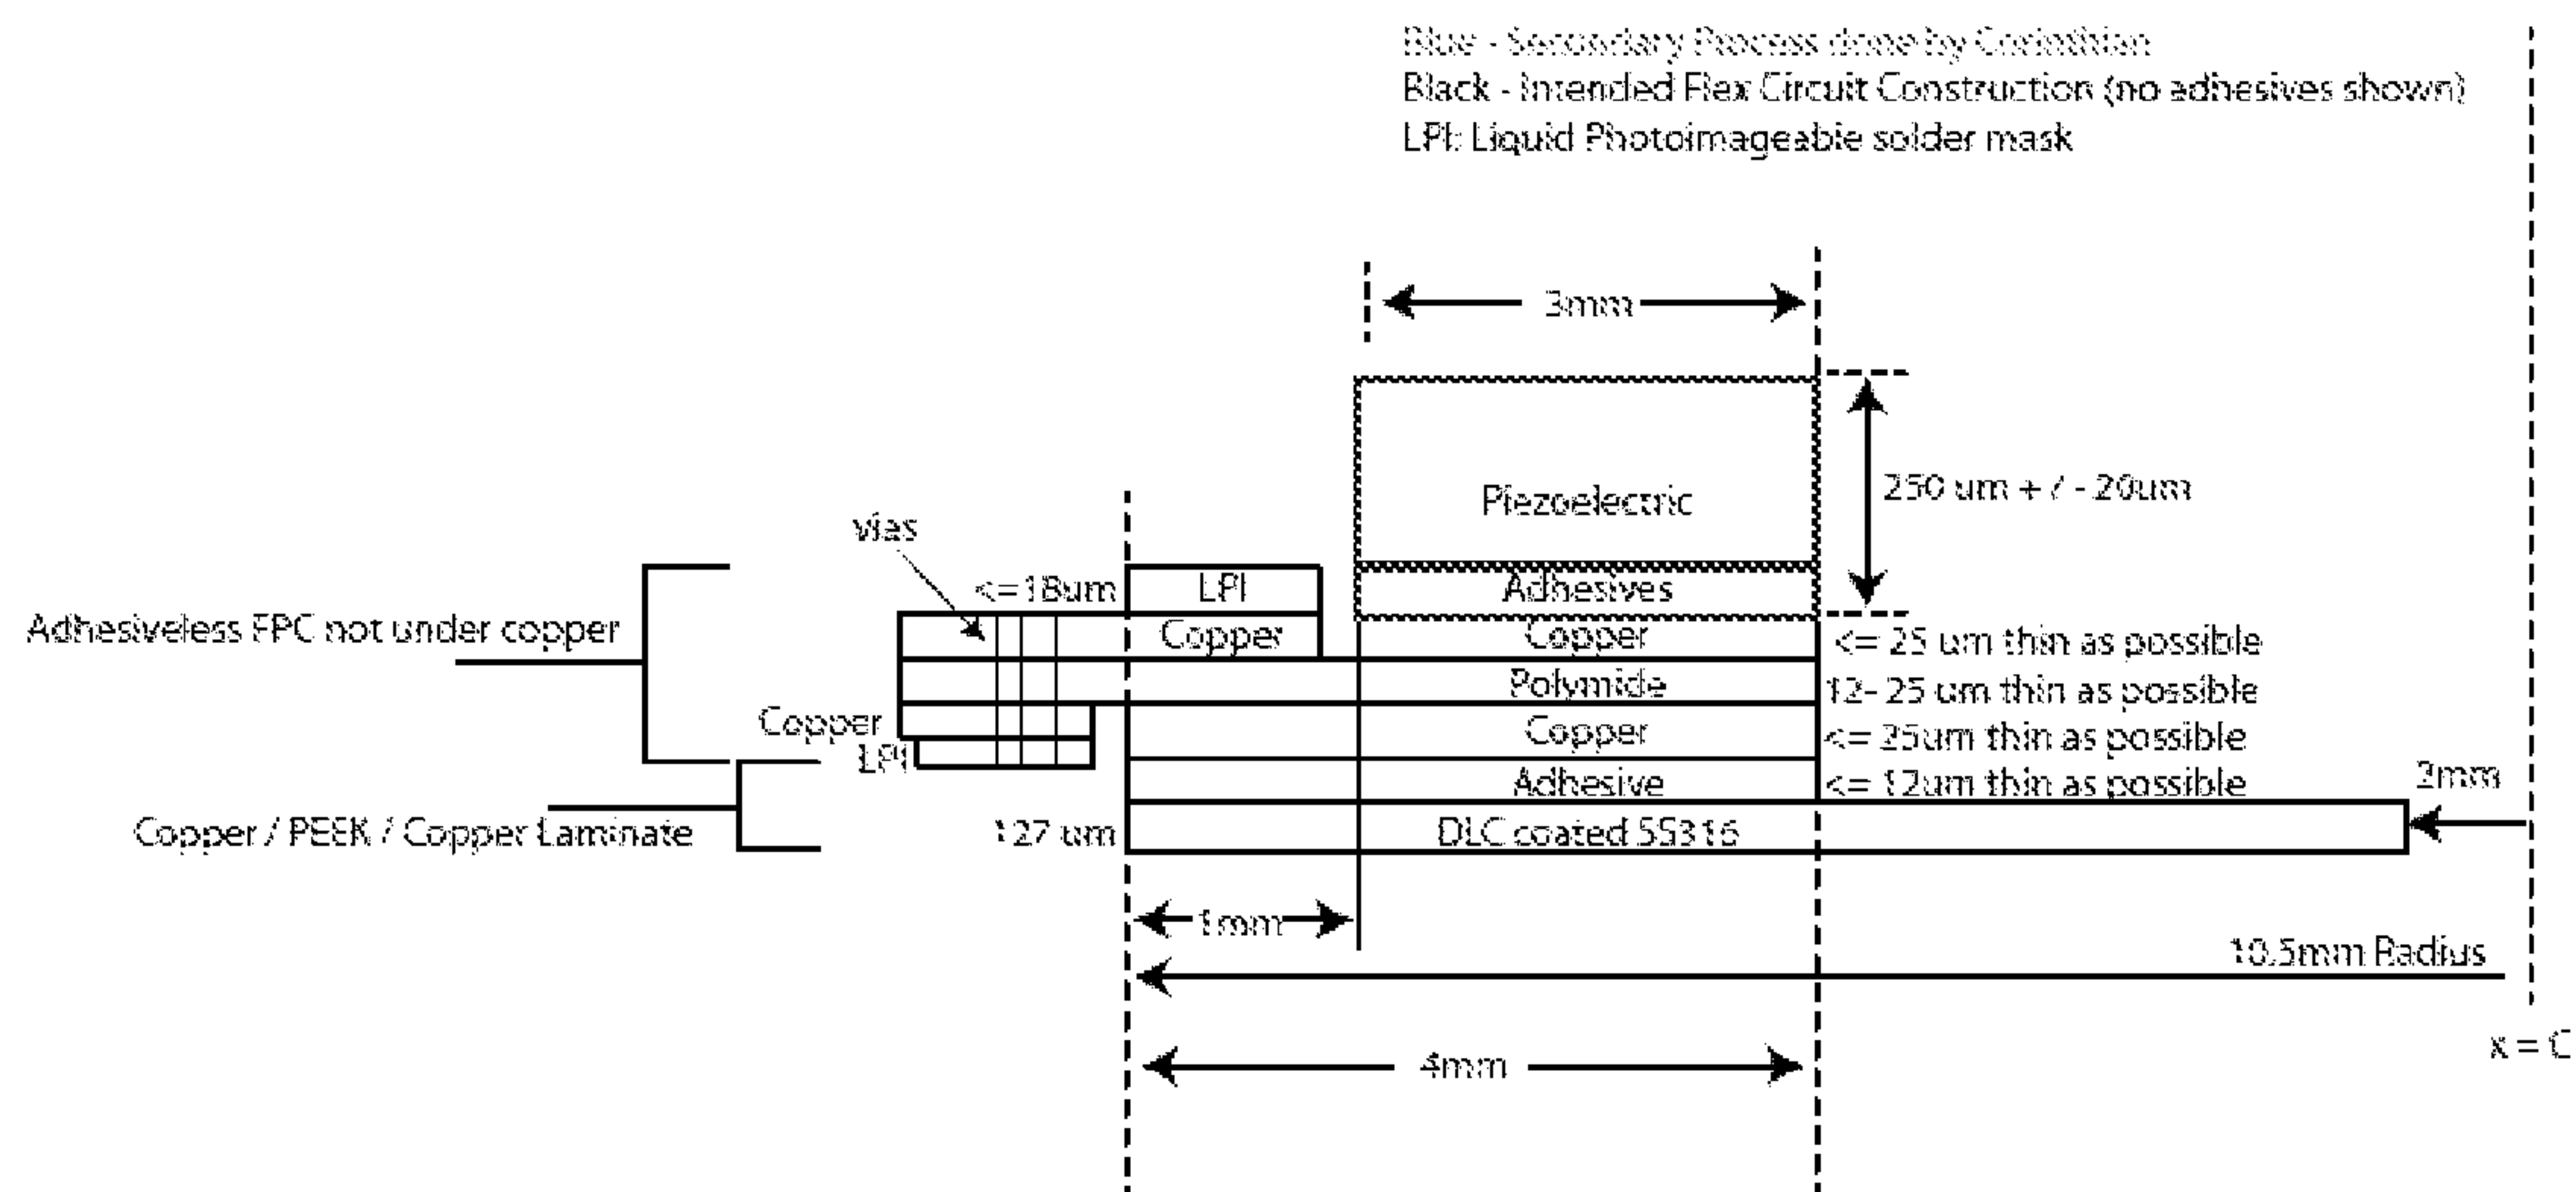 Blue - Secondary Process done by Corinthian
Black - Intended Flex Circuit Construction (no adhesives shown)
LPI: Liquid Photoimageable solder mask
3mm
Piezoelectric
250 um + / - 20um
vias
<=18um
LPI
Adhesives
Adhesiveless FPC not under copper
Copper
Copper
<= 25 um thin as possible
Polymide
12- 25 um thin as possible
Copper
Copper
<= 25um thin as possible
LPI
Adhesive
<= 12um thin as possible
2mm
Copper / PEEK / Copper Laminate
127 um
DLC coated SS316
1mm
10.5mm Radius
x = C
4mm